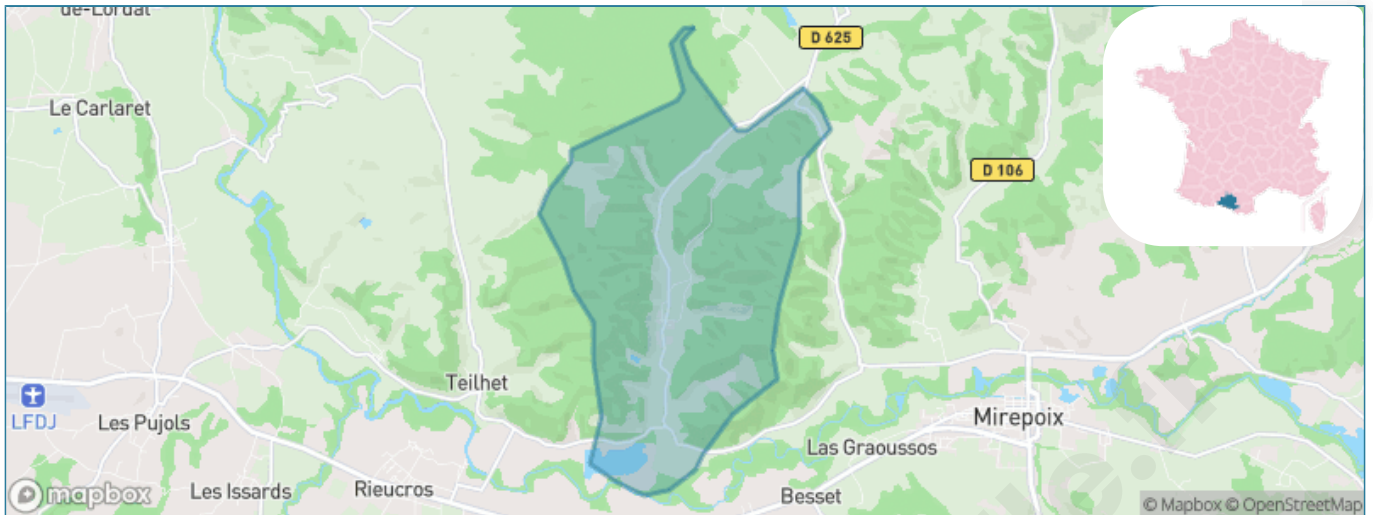 de-Lordat
D 625
Le Carlaret
D 106
Teilhet
LFDJ
Les Pujols
Mirepoix
Las Graoussos
Les Issards
Rieucros
Besset
mapbox
© Mapbox © OpenStreetMap